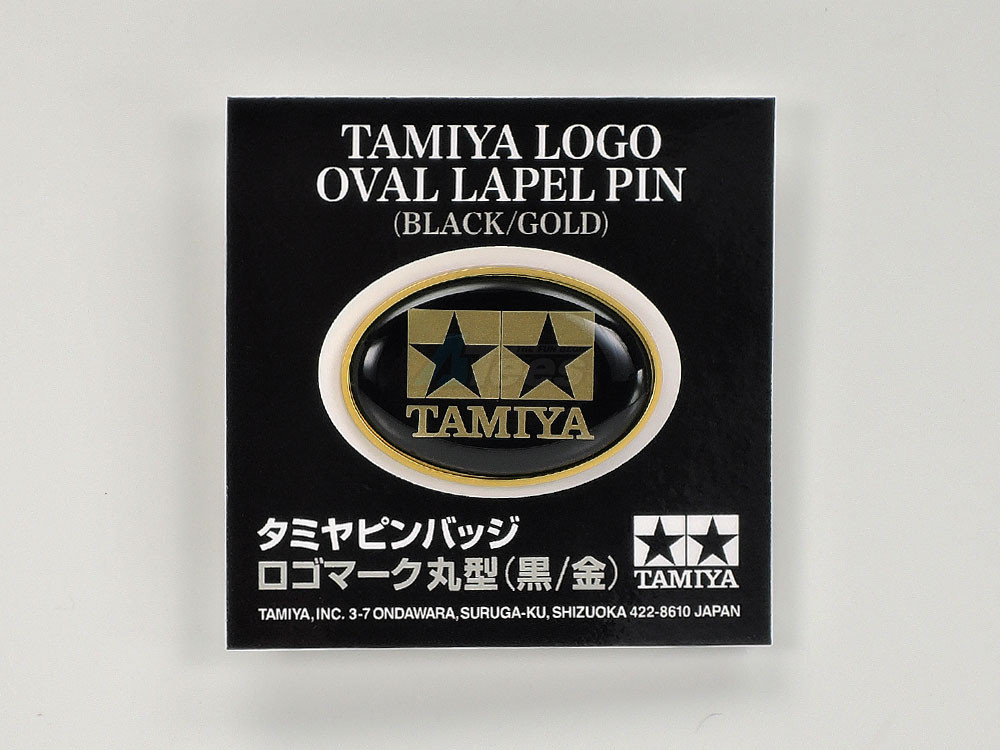 TAMIYA LOGO
OVAL LAPEL PIN
(BLACK/GOLD)
TAMIYA
タミヤピンバッジ
ロゴマーク丸型(黒/金)
TAMIYA
TAMIYA, INC. 3-7 ONDAWARA, SURUGA-KU, SHIZUOKA 422-8610 JAPAN